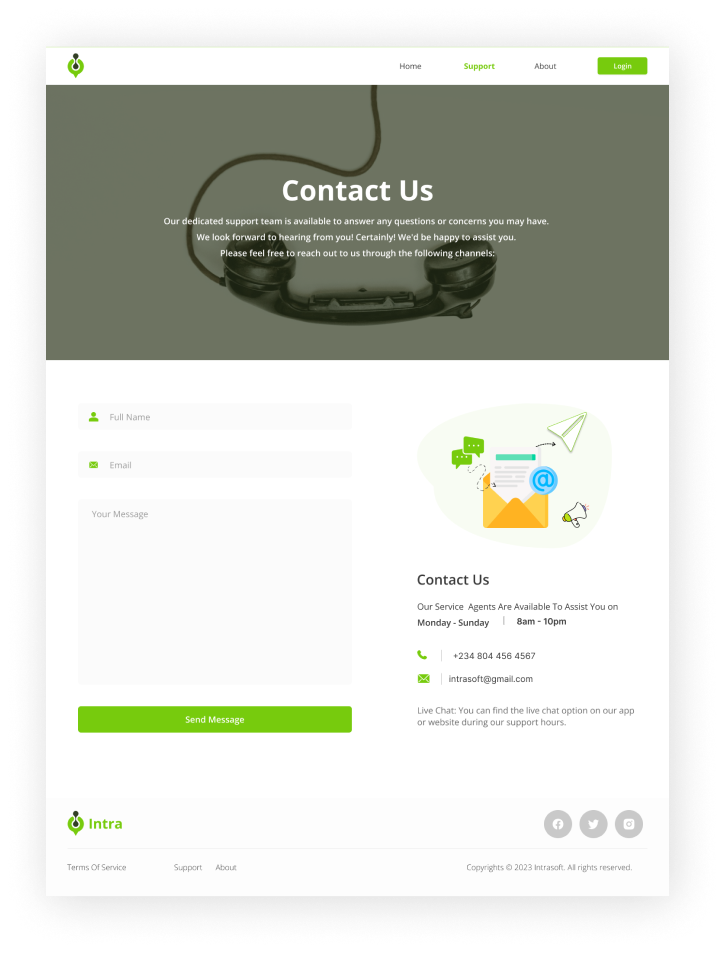 Home Support About Login
Contact Us
Our dedicated support team is available to answer any questions or concerns you may have.
We look forward to hearing from you! Certainly! We'd be happy to assist you.
Please feel free to reach out to us through the following channels:
Full Name
Email
Your Message
Send Message
@
Contact Us
Our Service Agents Are Available To Assist You on
Monday - Sunday | 8am - 10pm
+234 804 456 4567
intrasoft@gmail.com
Live Chat: You can find the live chat option on our app
or website during our support hours.
Intra
Terms Of Service Support About Copyrights © 2023 Intrasoft. All rights reserved.